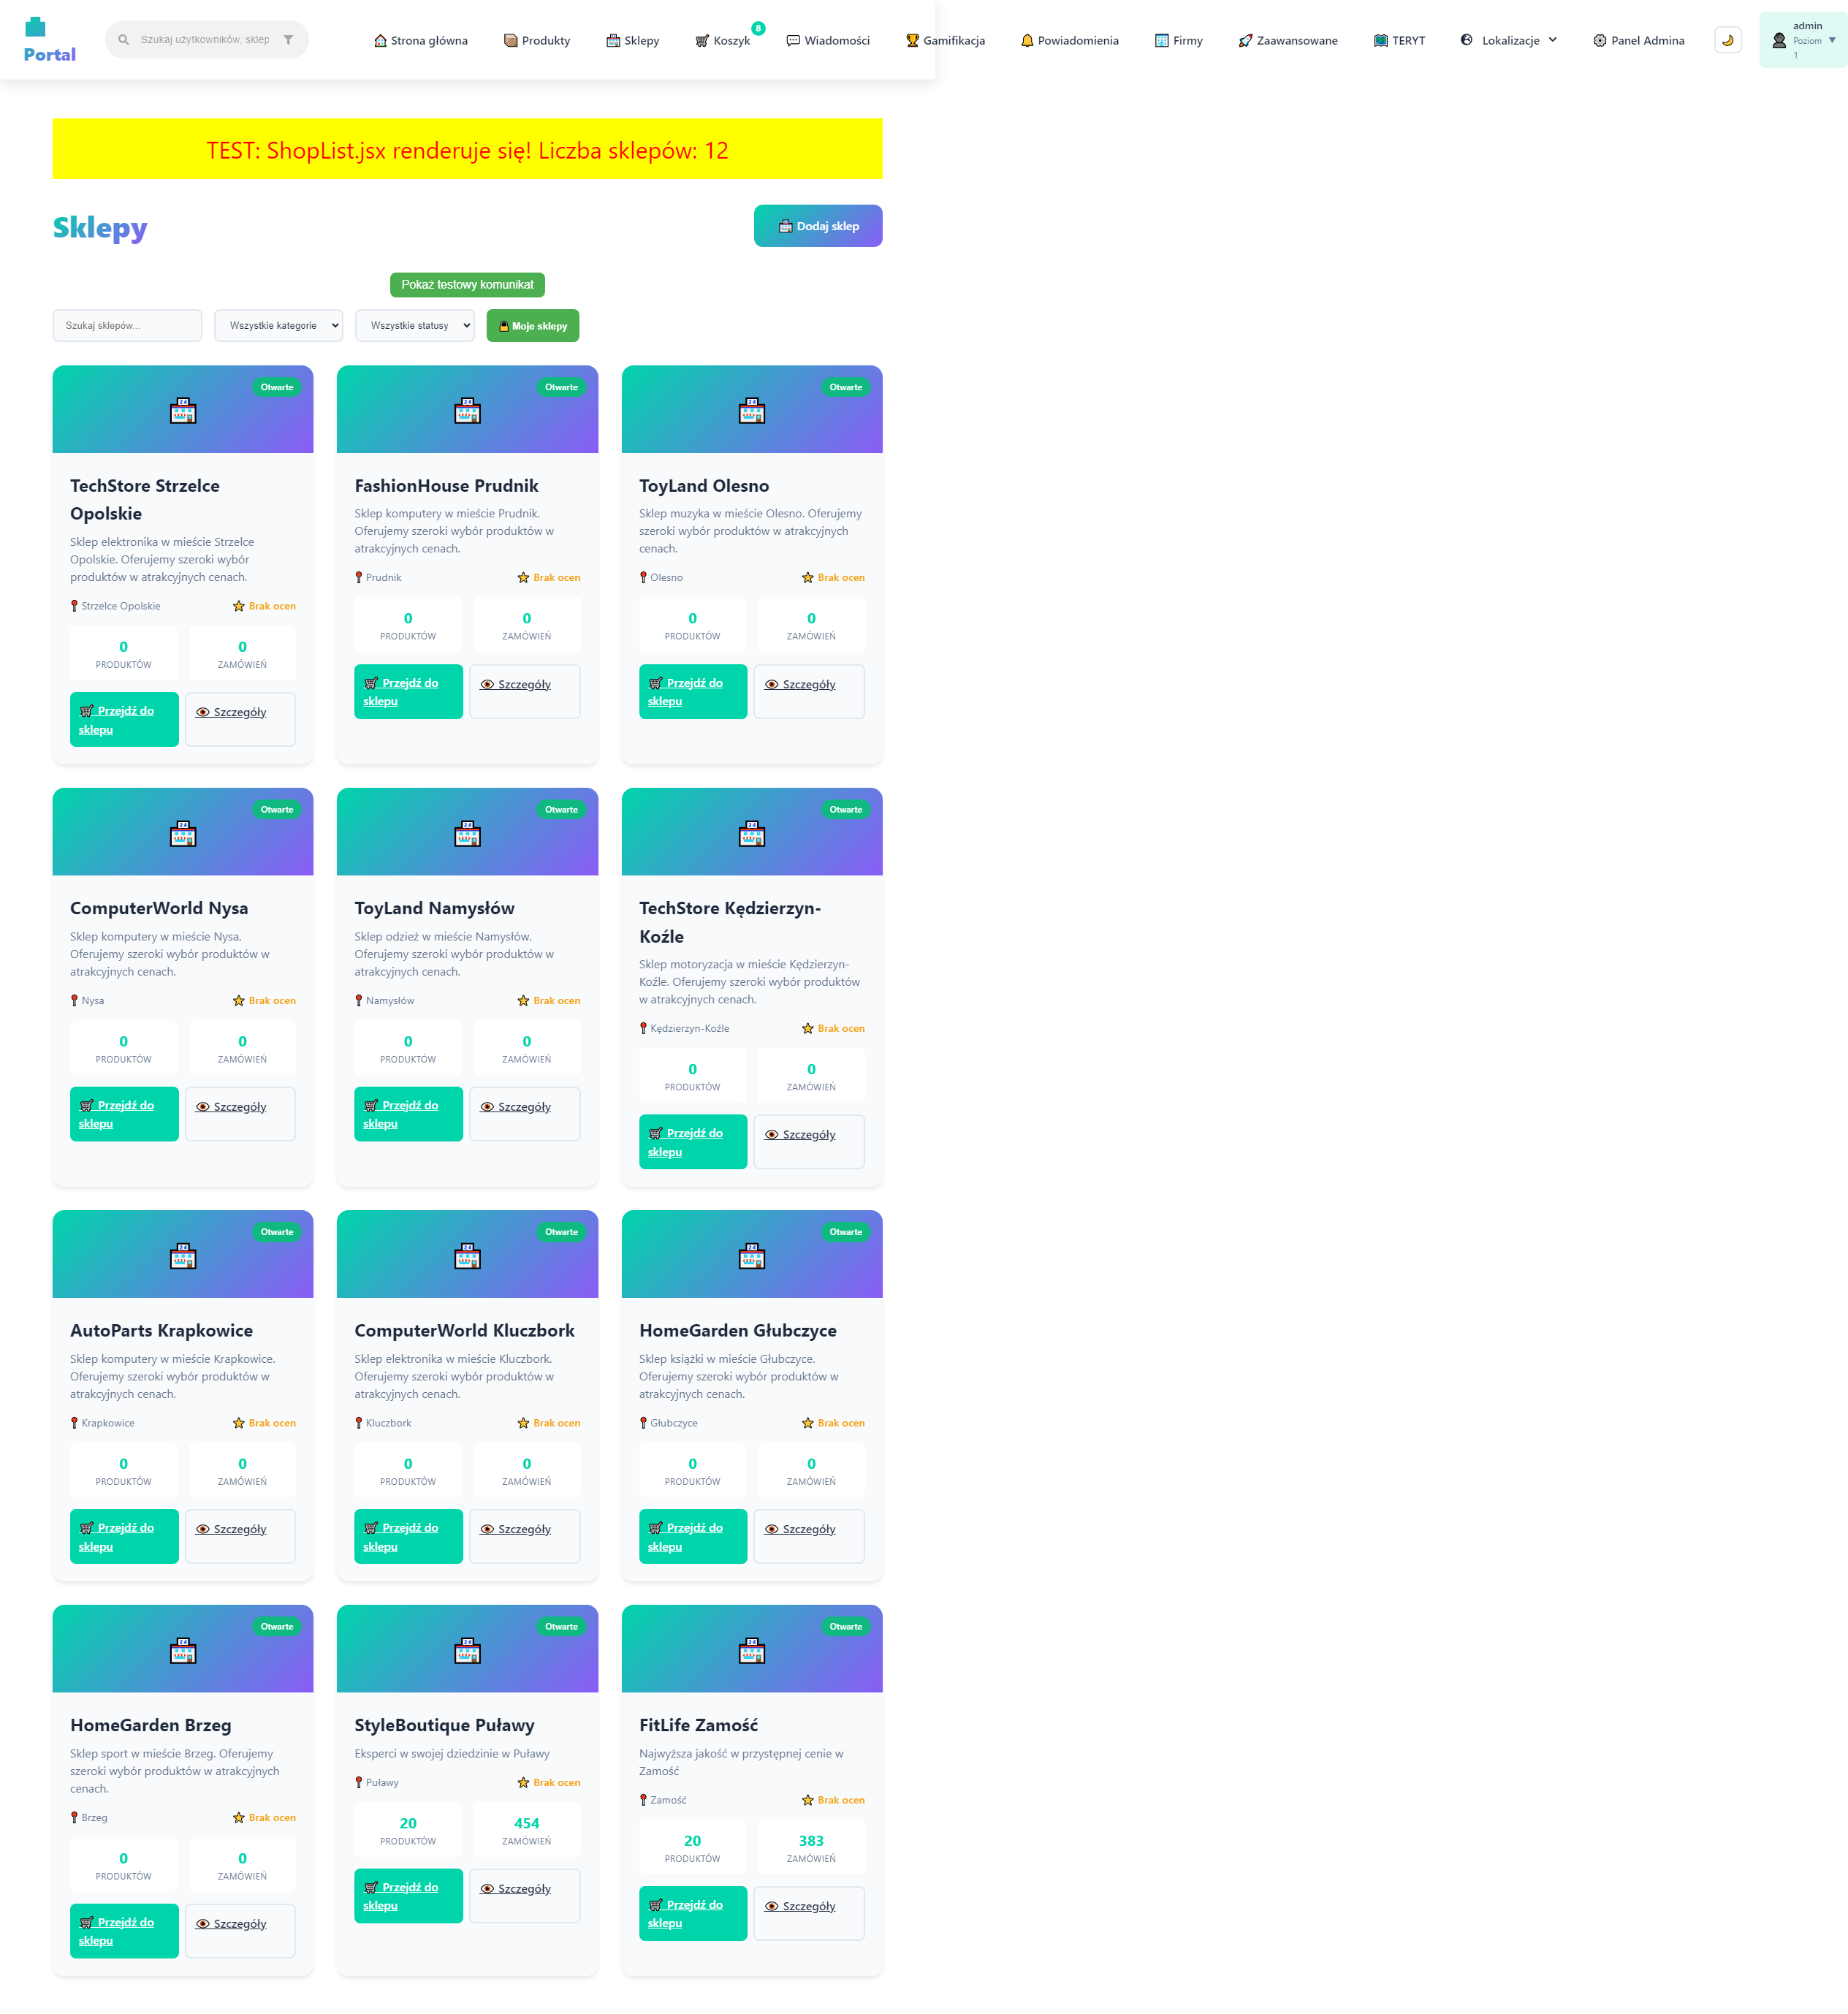 Portal
Szukaj użytkowników, sklep
Strona główna
Produkty
Sklepy
Koszyk
8
Wiadomości
Gamifikacja
Powiadomienia
Firmy
Zaawansowane
TERYT
Lokalizacje
Panel Admina
admin
Poziom
1
TEST: ShopList.jsx renderuje się! Liczba sklepów: 12
Sklepy
Dodaj sklep
Pokaż testowy komunikat
Szukaj sklepów...
Wszystkie kategorie
Wszystkie statusy
Moje sklepy
Otwarte
TechStore Strzelce
Opolskie
Sklep elektronika w mieście Strzelce
Opolskie. Oferujemy szeroki wybór
produktów w atrakcyjnych cenach.
Strzelce Opolskie
Brak ocen
0
PRODUKTÓW
0
ZAMÓWIEŃ
Przejdź do
sklepu
Szczegóły
Otwarte
FashionHouse Prudnik
Sklep komputery w mieście Prudnik.
Oferujemy szeroki wybór produktów w
atrakcyjnych cenach.
Prudnik
Brak ocen
0
PRODUKTÓW
0
ZAMÓWIEŃ
Przejdź do
sklepu
Szczegóły
Otwarte
ToyLand Olesno
Sklep muzyka w mieście Olesno. Oferujemy
szeroki wybór produktów w atrakcyjnych
cenach.
Olesno
Brak ocen
0
PRODUKTÓW
0
ZAMÓWIEŃ
Przejdź do
sklepu
Szczegóły
Otwarte
ComputerWorld Nysa
Sklep komputery w mieście Nysa.
Oferujemy szeroki wybór produktów w
atrakcyjnych cenach.
Nysa
Brak ocen
0
PRODUKTÓW
0
ZAMÓWIEŃ
Przejdź do
sklepu
Szczegóły
Otwarte
ToyLand Namysłów
Sklep odzież w mieście Namysłów.
Oferujemy szeroki wybór produktów w
atrakcyjnych cenach.
Namysłów
Brak ocen
0
PRODUKTÓW
0
ZAMÓWIEŃ
Przejdź do
sklepu
Szczegóły
Otwarte
TechStore Kędzierzyn-
Koźle
Sklep motoryzacja w mieście Kędzierzyn-
Koźle. Oferujemy szeroki wybór produktów
w atrakcyjnych cenach.
Kędzierzyn-Koźle
Brak ocen
0
PRODUKTÓW
0
ZAMÓWIEŃ
Przejdź do
sklepu
Szczegóły
Otwarte
AutoParts Krapkowice
Sklep komputery w mieście Krapkowice.
Oferujemy szeroki wybór produktów w
atrakcyjnych cenach.
Krapkowice
Brak ocen
0
PRODUKTÓW
0
ZAMÓWIEŃ
Przejdź do
sklepu
Szczegóły
Otwarte
ComputerWorld Kluczbork
Sklep elektronika w mieście Kluczbork.
Oferujemy szeroki wybór produktów w
atrakcyjnych cenach.
Kluczbork
Brak ocen
0
PRODUKTÓW
0
ZAMÓWIEŃ
Przejdź do
sklepu
Szczegóły
Otwarte
HomeGarden Głubczyce
Sklep książki w mieście Głubczyce.
Oferujemy szeroki wybór produktów w
atrakcyjnych cenach.
Głubczyce
Brak ocen
0
PRODUKTÓW
0
ZAMÓWIEŃ
Przejdź do
sklepu
Szczegóły
Otwarte
HomeGarden Brzeg
Sklep sport w mieście Brzeg. Oferujemy
szeroki wybór produktów w atrakcyjnych
cenach.
Brzeg
Brak ocen
0
PRODUKTÓW
0
ZAMÓWIEŃ
Przejdź do
sklepu
Szczegóły
Otwarte
StyleBoutique Puławy
Eksperci w swojej dziedzinie w Puławy
Puławy
Brak ocen
20
PRODUKTÓW
454
ZAMÓWIEŃ
Przejdź do
sklepu
Szczegóły
Otwarte
FitLife Zamość
Najwyższa jakość w przystępnej cenie w
Zamość
Zamość
Brak ocen
20
PRODUKTÓW
383
ZAMÓWIEŃ
Przejdź do
sklepu
Szczegóły